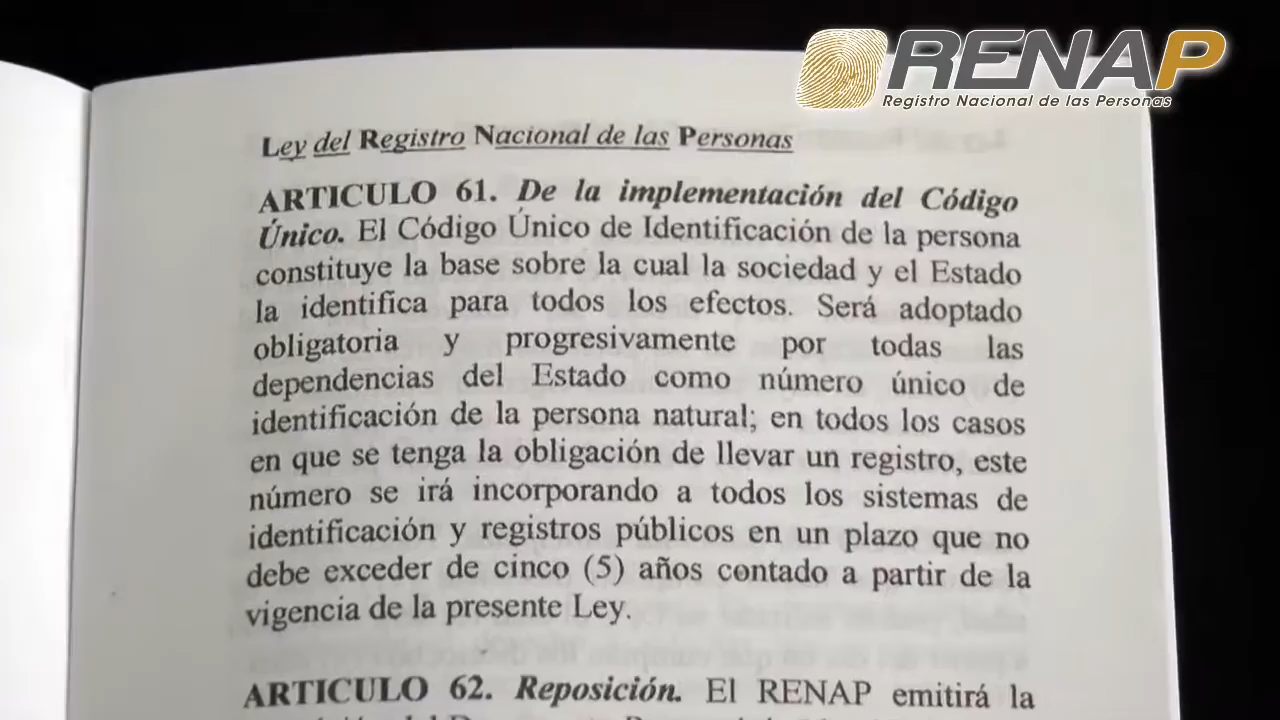 RENAP
Registro Nacional de las Personas
Ley del Registro Nacional de las Personas
ARTICULO 61. De la implementación del Código
Único. El Código Único de Identificación de la persona
constituye la base sobre la cual la sociedad y el Estado
la identifica para todos los efectos. Será adoptado
obligatoria y progresivamente por todas las
dependencias del Estado como número único de
identificación de la persona natural; en todos los casos
en que se tenga la obligación de llevar un registro, este
número se irá incorporando a todos los sistemas de
identificación y registros públicos en un plazo que no
debe exceder de cinco (5) años contado a partir de la
vigencia de la presente Ley.
ARTICULO 62. Reposición. El RENAP emitirá la